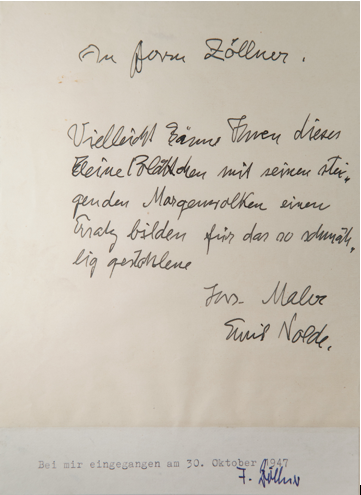 An Herrn Zöllner.
Vielleicht käme Ihnen dieses
kleine Blättchen mit seinen stei-
genden Morgenwolken einen
Ersatz bilden für das so schmäh-
lig gestohlene
Ihr Maler
Emil Nolde.
Bei mir eingegangen am 30. Oktober 1947
F. Zöllner